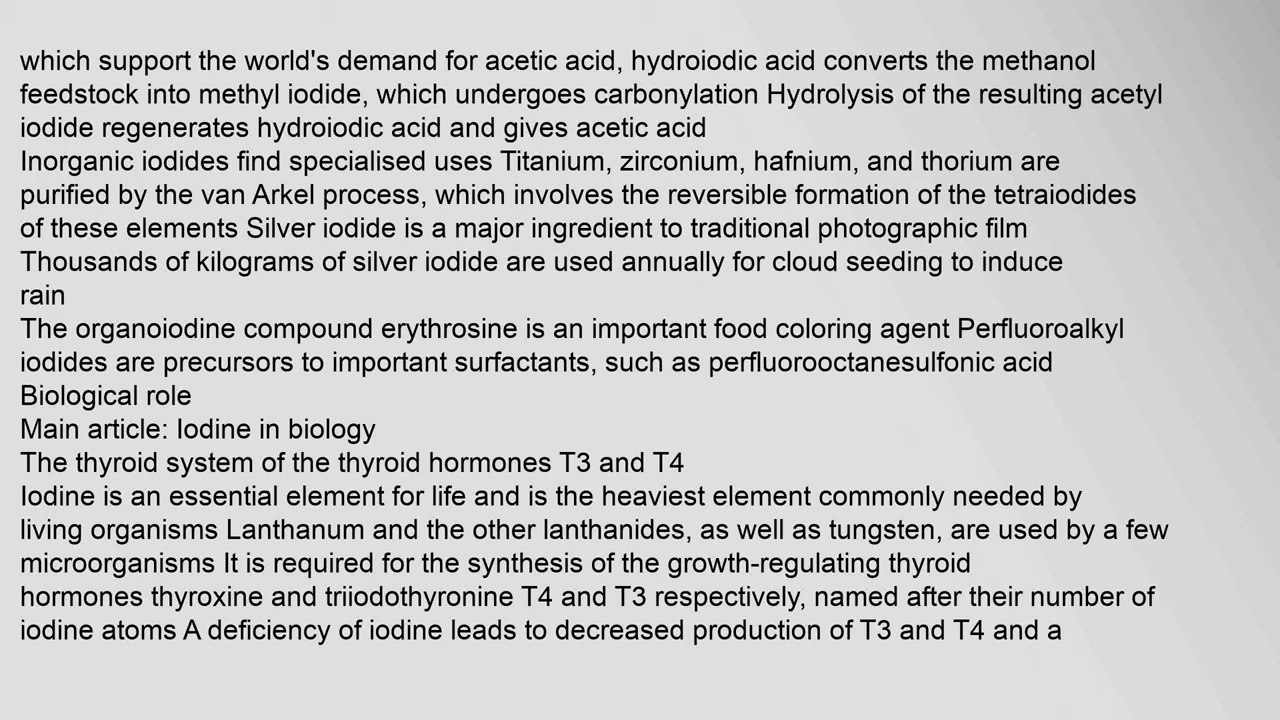 which support the world's demand for acetic acid, hydroiodic acid converts the methanol
feedstock into methyl iodide, which undergoes carbonylation Hydrolysis of the resulting acetyl
iodide regenerates hydroiodic acid and gives acetic acid
Inorganic iodides find specialised uses Titanium, zirconium, hafnium, and thorium are
purified by the van Arkel process, which involves the reversible formation of the tetraiodides
of these elements Silver iodide is a major ingredient to traditional photographic film
Thousands of kilograms of silver iodide are used annually for cloud seeding to induce
rain
The organoiodine compound erythrosine is an important food coloring agent Perfluoroalkyl
iodides are precursors to important surfactants, such as perfluorooctanesulfonic acid
Biological role
Main article: Iodine in biology
The thyroid system of the thyroid hormones T3 and T4
Iodine is an essential element for life and is the heaviest element commonly needed by
living organisms Lanthanum and the other lanthanides, as well as tungsten, are used by a few
microorganisms It is required for the synthesis of the growth-regulating thyroid
hormones thyroxine and triiodothyronine T4 and T3 respectively, named after their number of
iodine atoms A deficiency of iodine leads to decreased production of T3 and T4 and a